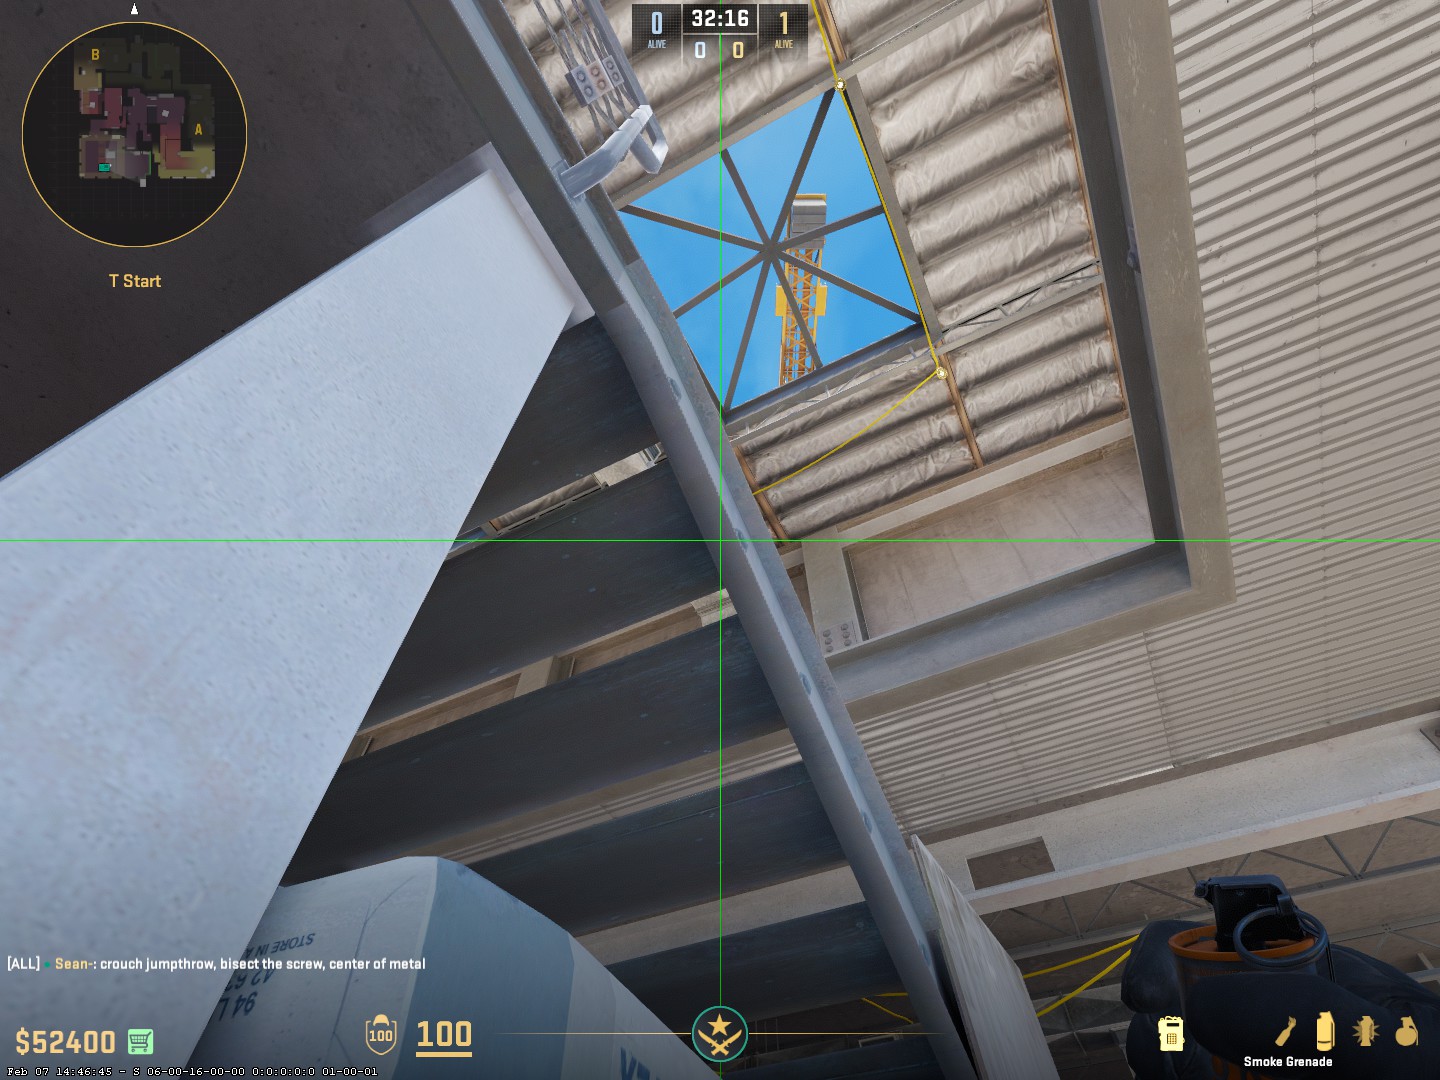 0
ALIVE
32:16
0 0
1
ALIVE
B
A
T Start
STORE IN
[ALL] Sean-: crouch jumpthrow, bisect the screw, center of metal
$52400
100
100
Smoke Grenade
Feb 07 14:46:45 - S 06-00-16-00-00 0:0:0:0:0 01-00-01